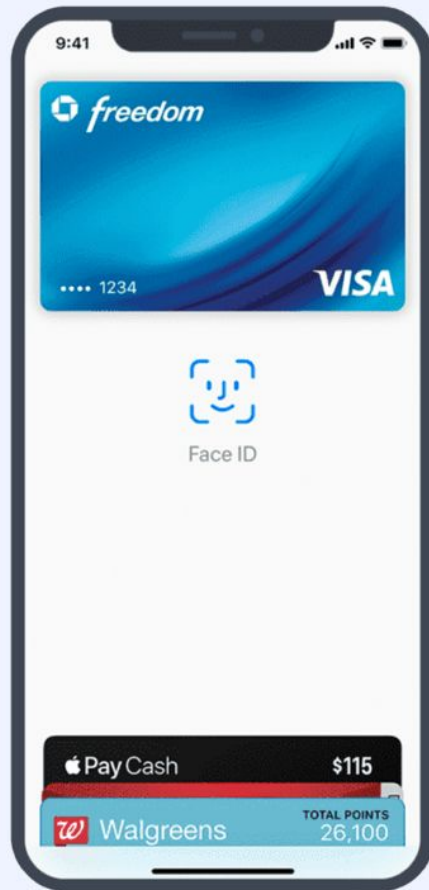 9:41
freedom
•••• 1234
VISA
Face ID
Pay Cash $115
Walgreens
TOTAL POINTS
26,100